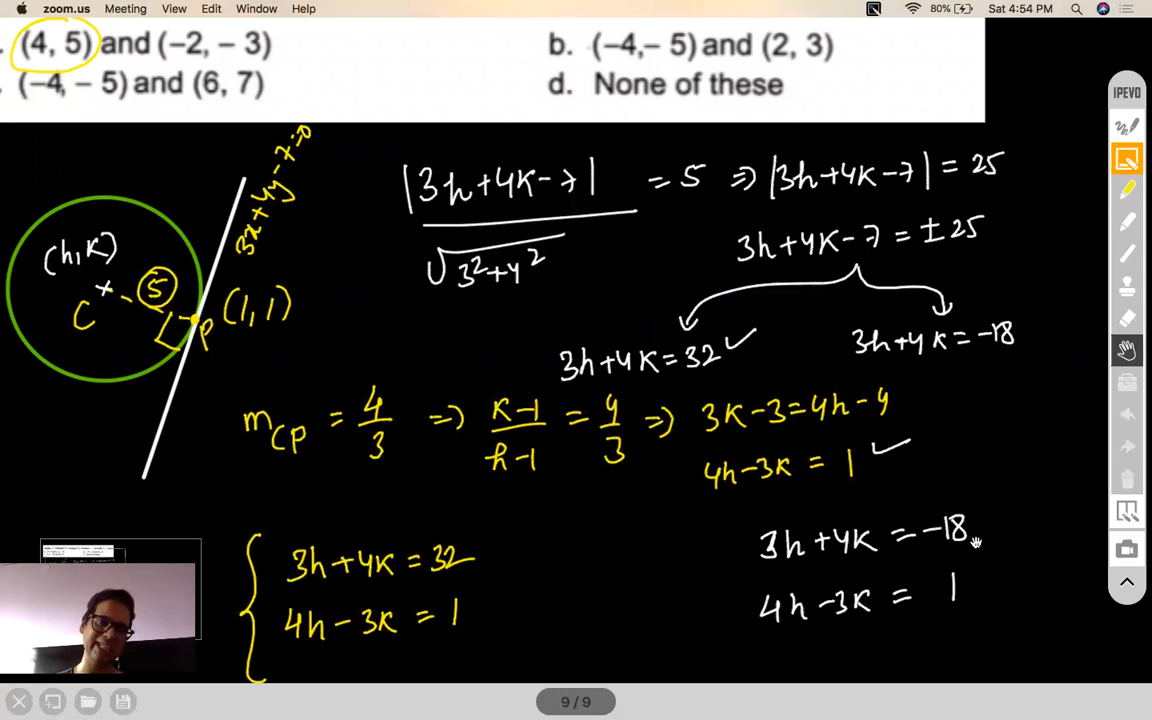 zoom.us Meeting View Edit Window Help 80% Sat 4:54 PM
(4, 5) and (−2, − 3) b. (−4,− 5) and (2, 3)
(−4, − 5) and (6, 7) d. None of these
IPEVO
3x+4y-7=0
|3h+4k-7| / √3²+4² = 5 ⇒ |3h+4k-7| = 25
(h,k)
3h+4k-7 = ±25
C 5 P (1,1)
3h+4k=32 ✓ 3h+4k=-18
m_CP = 4/3 ⇒ k-1/h-1 = 4/3 ⇒ 3k-3=4h-4
4h-3k = 1 ✓
3h+4k = 32 3h+4k = -18
4h-3k = 1 4h-3k = 1
9 / 9